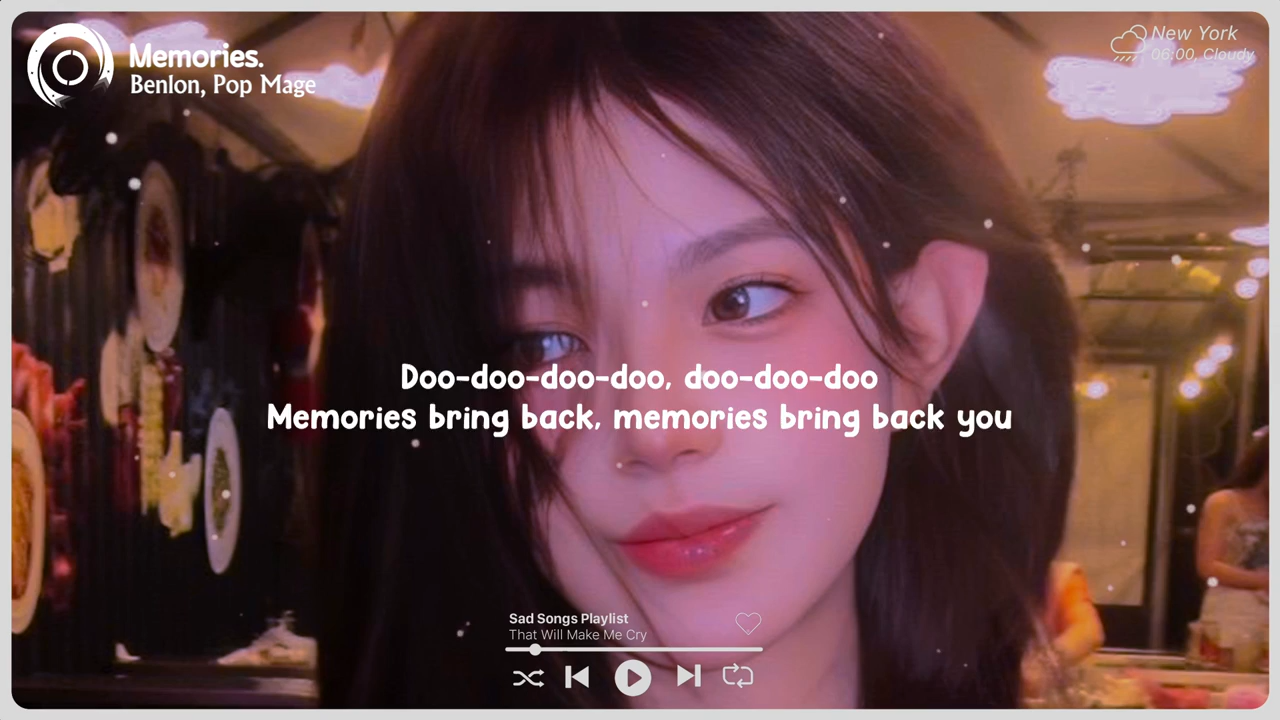 Memories.
Benlon, Pop Mage
New York
06:00, Cloudy
Doo-doo-doo-doo, doo-doo-doo
Memories bring back, memories bring back you
Sad Songs Playlist
That Will Make Me Cry